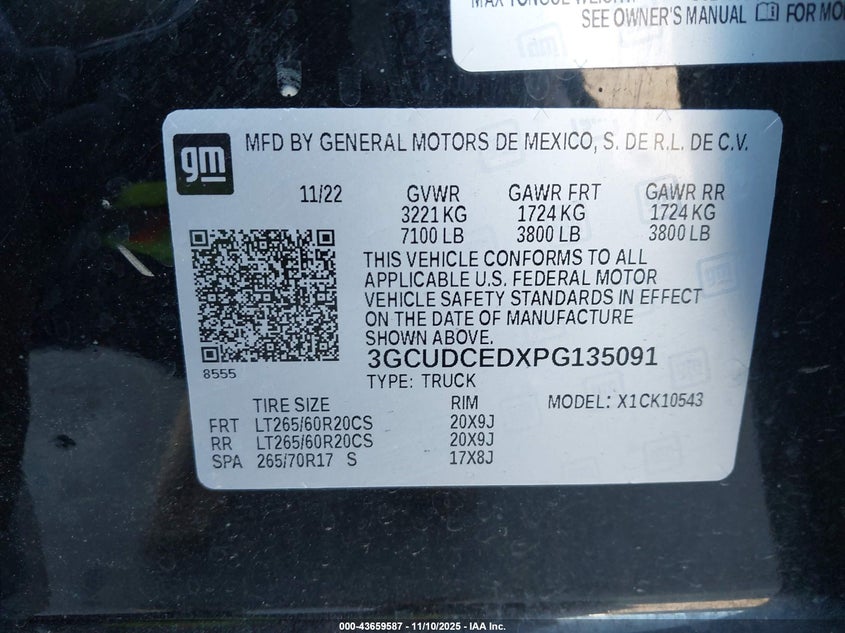 SEE OWNER'S MANUAL FOR MO
gm
MFD BY GENERAL MOTORS DE MEXICO, S. DE R.L. DE C.V.
11/22 GVWR GAWR FRT GAWR RR
3221 KG 1724 KG 1724 KG
7100 LB 3800 LB 3800 LB
THIS VEHICLE CONFORMS TO ALL
APPLICABLE U.S. FEDERAL MOTOR
VEHICLE SAFETY STANDARDS IN EFFECT
ON THE DATE OF MANUFACTURE
SHOWN ABOVE.
8555
3GCUDCEDXPG135091
TYPE: TRUCK
TIRE SIZE RIM MODEL: X1CK10543
FRT LT265/60R20CS 20X9J
RR LT265/60R20CS 20X9J
SPA 265/70R17 S 17X8J
000-43659587 — 11/10/2025 — IAA Inc.